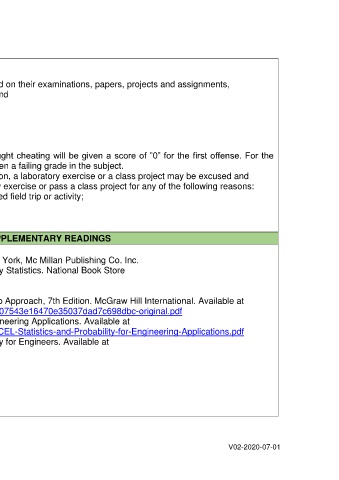 d on their examinations, papers, projects and assignments,
nd
ght cheating will be given a score of "0" for the first offense. For the
en a failing grade in the subject.
on, a laboratory exercise or a class project may be excused and
y exercise or pass a class project for any of the following reasons:
ed field trip or activity;
PPLEMENTARY READINGS
York, Mc Millan Publishing Co. Inc.
y Statistics. National Book Store
o Approach, 7th Edition. McGraw Hill International. Available at
07543e16470e35037dad7c698dbc-original.pdf
neering Applications. Available at
CEL-Statistics-and-Probability-for-Engineering-Applications.pdf
y for Engineers. Available at
V02-2020-07-01